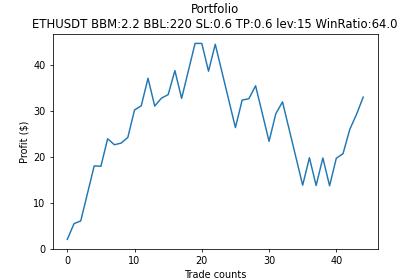 Portfolio
ETHUSDT BBM:2.2 BBL:220 SL:0.6 TP:0.6 lev:15 WinRatio:64.0
Profit ($)
40
30
20
10
0
0 10 20 30 40
Trade counts